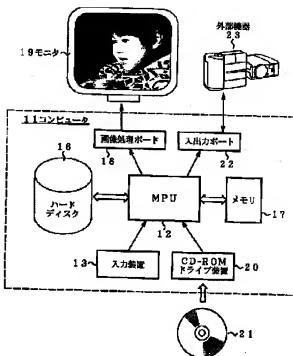 外部機器
23
19モニタ
11コンピュータ
画像処理ボード
16
入出力ポート
22
16
ハード
ディスク
MPU
12
メモリ
17
13 入力装置
CD-ROM
ドライブ装置
20
21